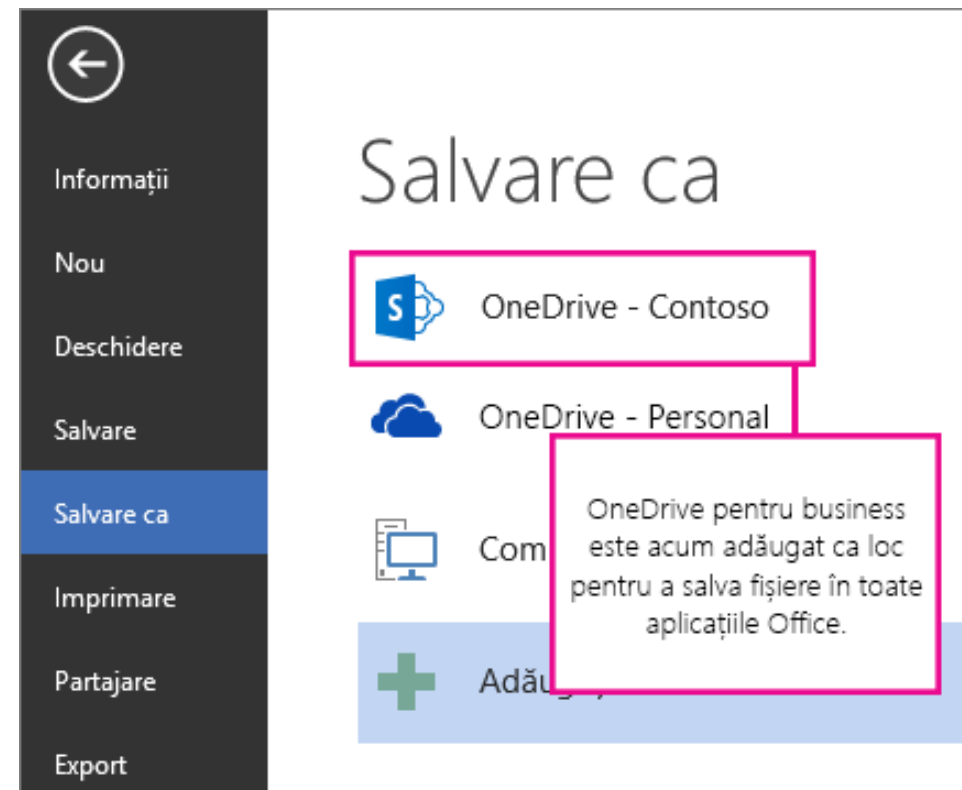 Informații
Nou
Deschidere
Salvare
Salvare ca
Imprimare
Partajare
Export
Salvare ca
S
OneDrive - Contoso
OneDrive - Personal
OneDrive pentru business
este acum adăugat ca loc
pentru a salva fișiere în toate
aplicațiile Office.